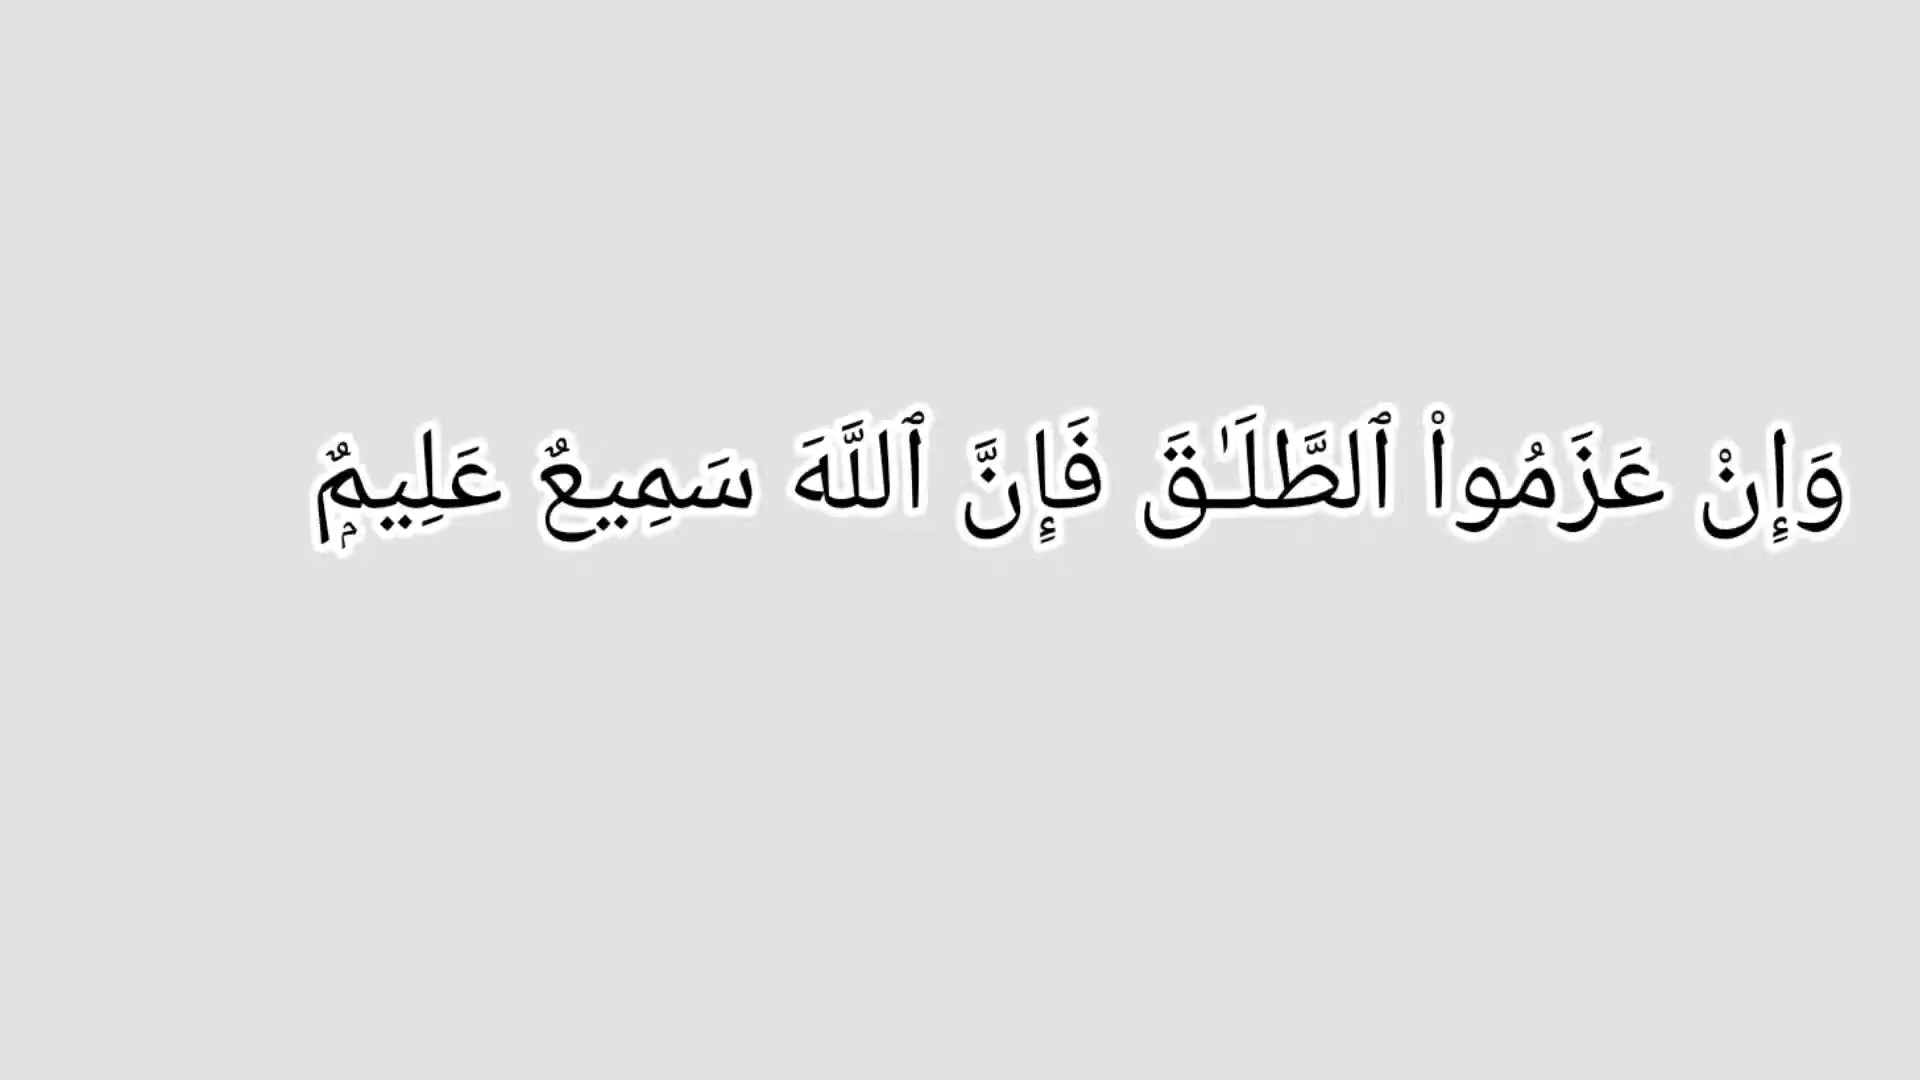 وَإِنْ عَزَمُوا۟ ٱلطَّلَـٰقَ فَإِنَّ ٱللَّهَ سَمِيعٌ عَلِيمٌۭ